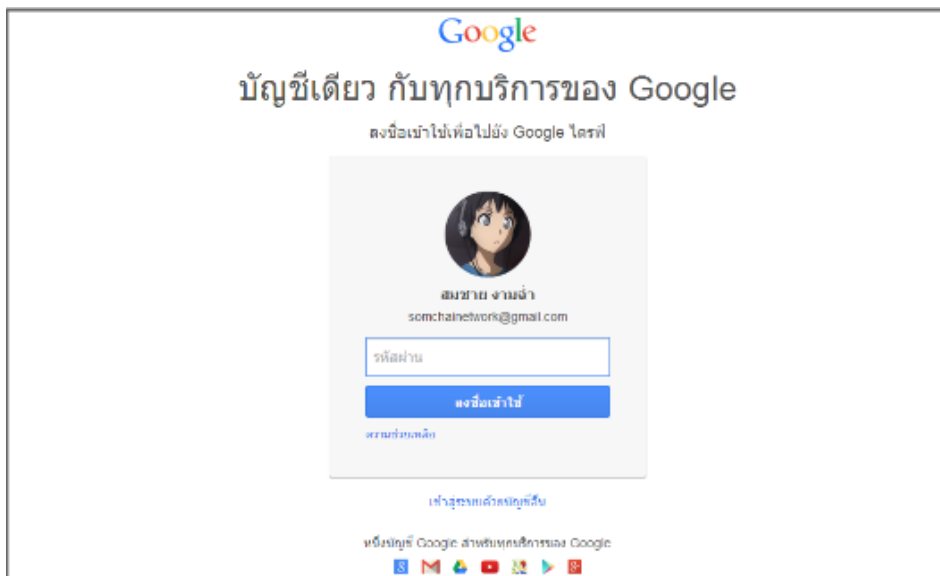 Google
บัญชีเดียว กับทุกบริการของ Google
ลงชื่อเข้าใช้เพื่อไปยัง Google ไดรฟ์
สมชาย งามฉ่ำ
somchainetwork@gmail.com
รหัสผ่าน
ลงชื่อเข้าใช้
ความช่วยเหลือ
เข้าสู่ระบบด้วยบัญชีอื่น
หนึ่งบัญชี Google สำหรับทุกบริการของ Google